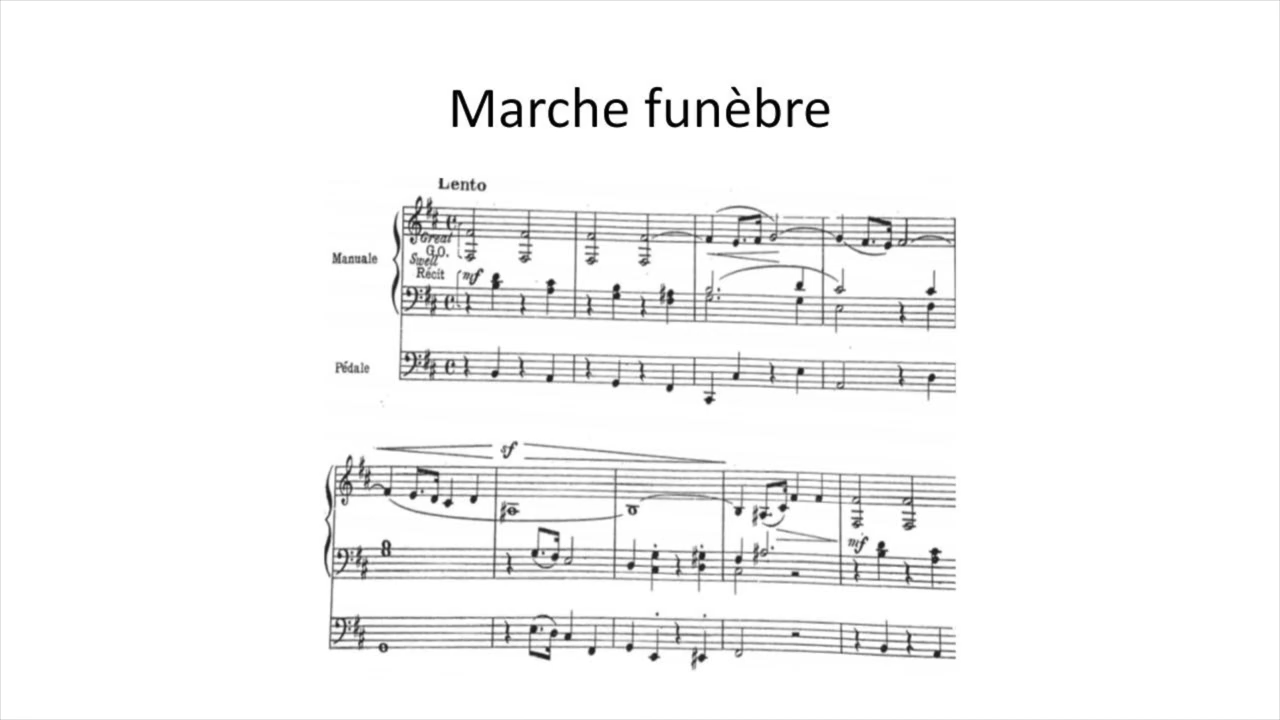 Marche funèbre
Lento
Manuale
Great
G.O.
Swell
Récit
mf
Pédale
sf
mf